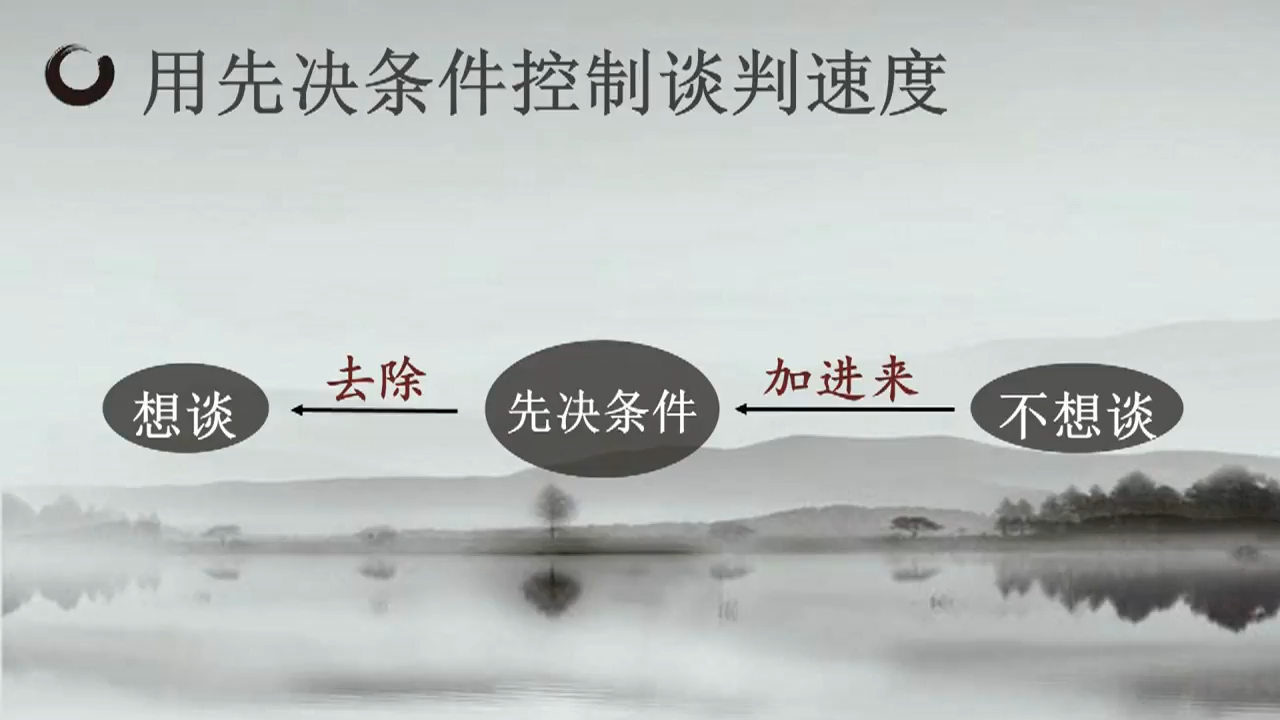 用先决条件控制谈判速度
去除
加进来
想谈
先决条件
不想谈